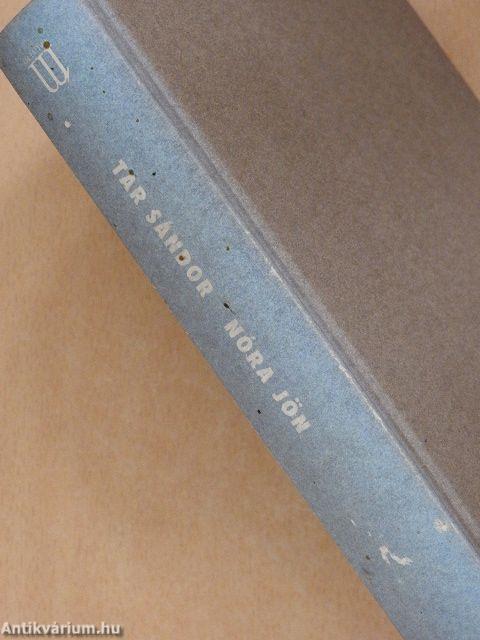 TAR SÁNDOR · NÓRA JÖN
Antikvárium.hu